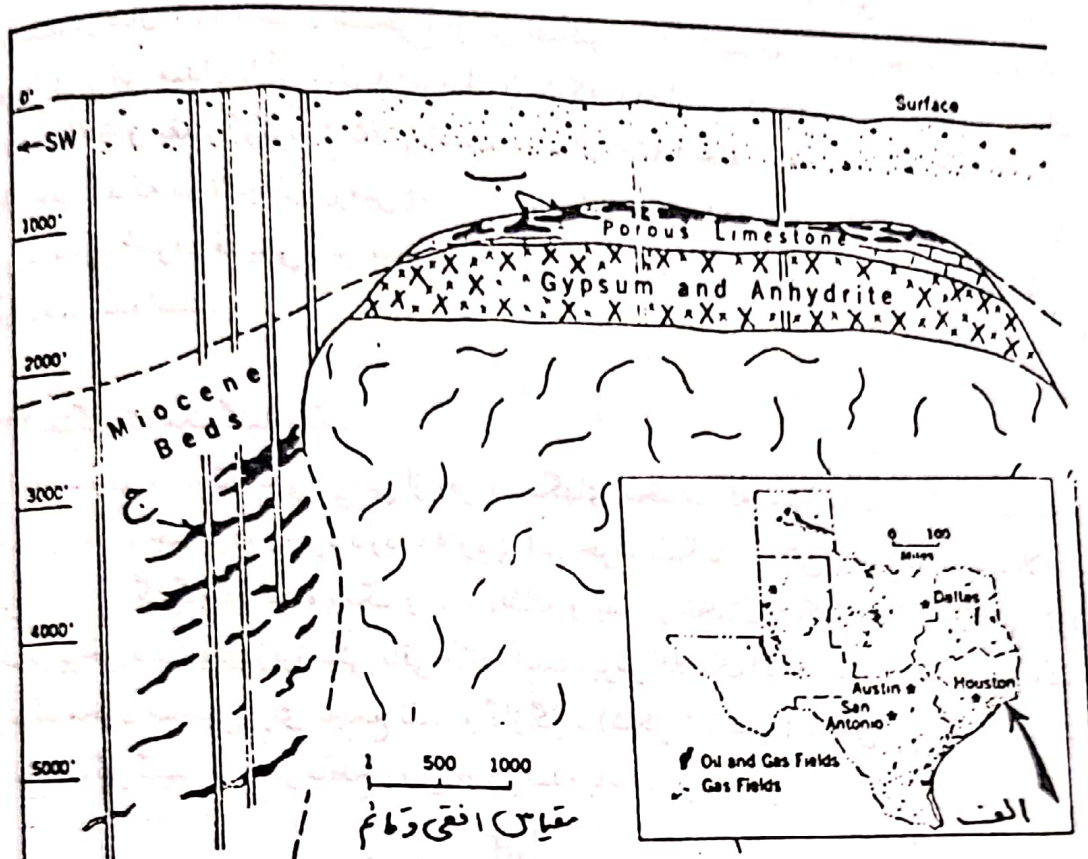 0'
Surface
←SW
ب
1000'
Porous Limestone
Gypsum and Anhydrite
2000'
Miocene
Beds
3000'
ج
4000'
5000'
1 500 1000
مقیاس افقی و قائم
0 100
Miles
Dallas
Austin
Houston
San
Antonio
Oil and Gas Fields
Gas Fields
الف